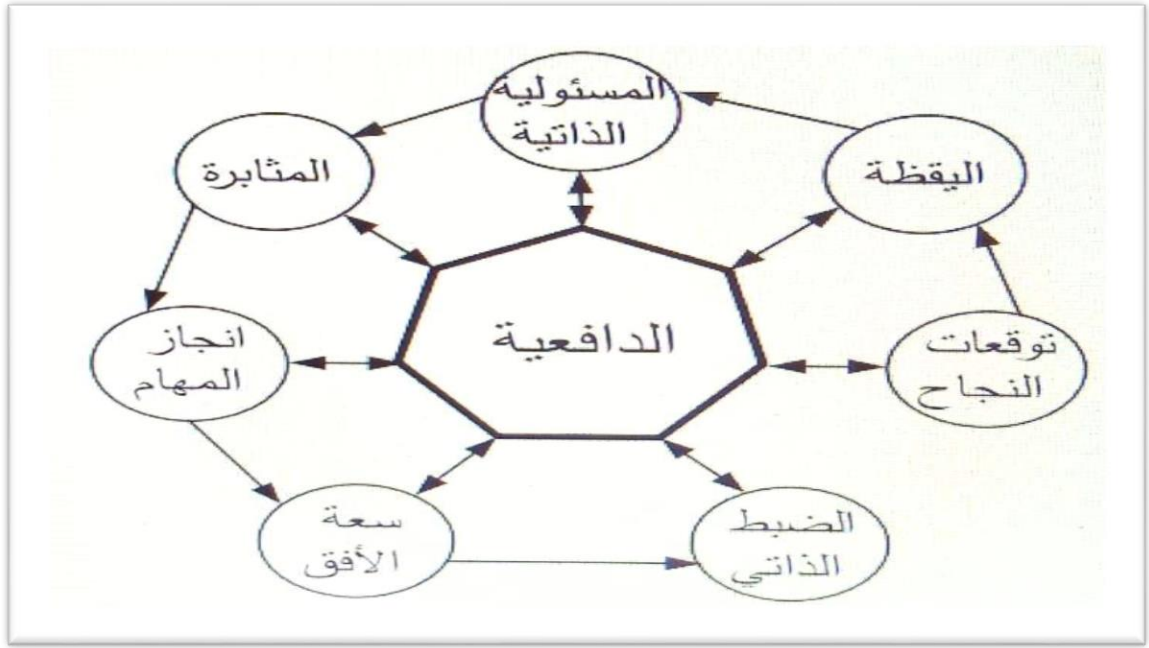 المسئولية
الذاتية
اليقظة
المثابرة
توقعات
النجاح
الدافعية
انجاز
المهام
الضبط
الذاتي
سعة
الأفق